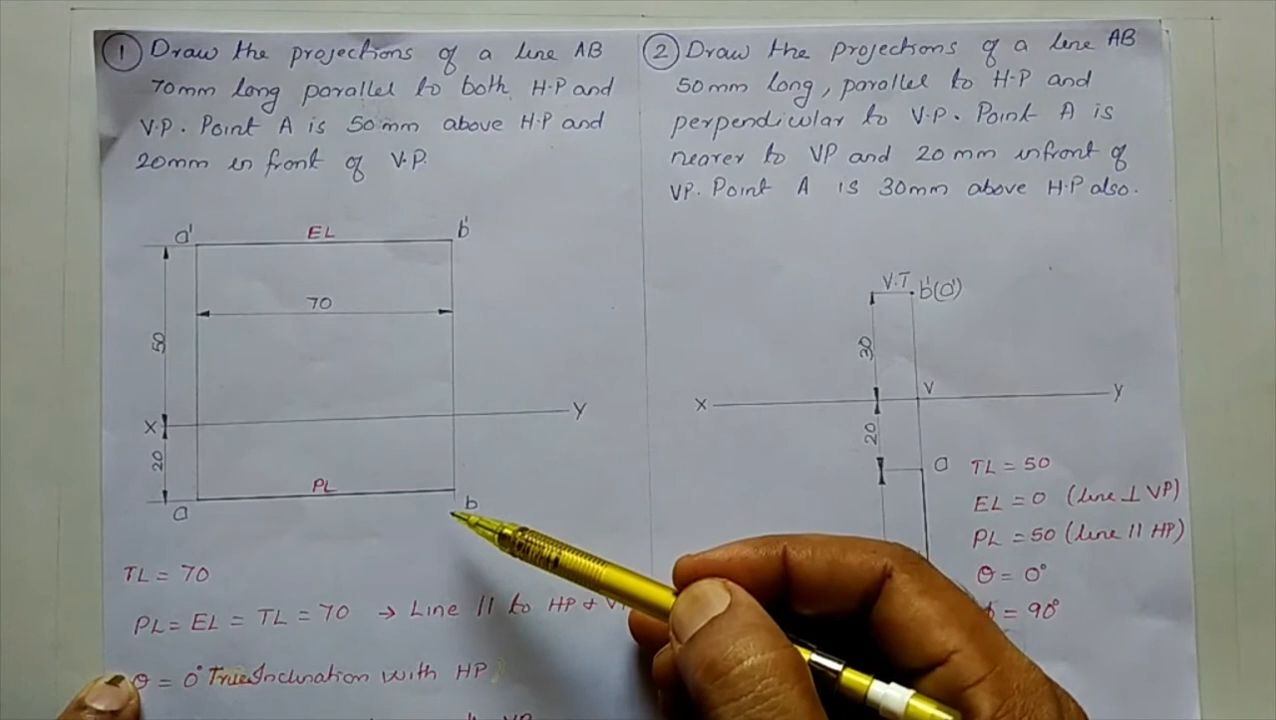 1 Draw the projections of a line AB
70mm long parallel to both H.P and
V.P. Point A is 50mm above H.P and
20mm in front of V.P.
a' EL b'
70
50
X Y
20
PL
a b
TL = 70
PL = EL = TL = 70 → Line || to HP &
θ = 0° True Inclination with HP
2 Draw the projections of a line AB
50mm long, parallel to H.P and
perpendicular to V.P. Point A is
nearer to VP and 20mm infront of
VP. Point A is 30mm above H.P also.
V.T b'(a')
30
X v Y
20
a
TL = 50
EL = 0 (line ⊥ VP)
PL = 50 (line || HP)
θ = 0°
= 90°